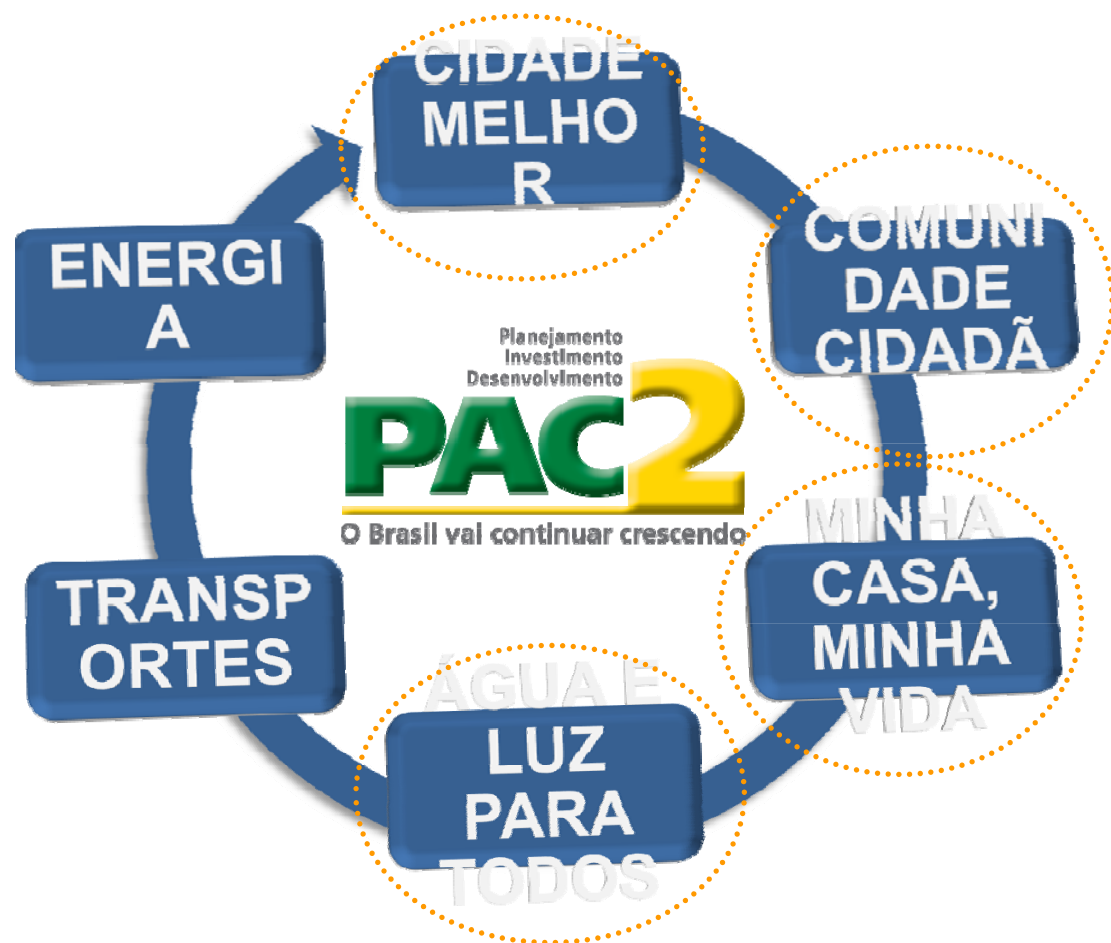 CIDADE
MELHO
R
COMUNI
DADE
CIDADÃ
MINHA
CASA,
MINHA
VIDA
ÁGUA E
LUZ
PARA
TODOS
TRANSP
ORTES
ENERGI
A
Planejamento
Investimento
Desenvolvimento
PAC2
O Brasil vai continuar crescendo